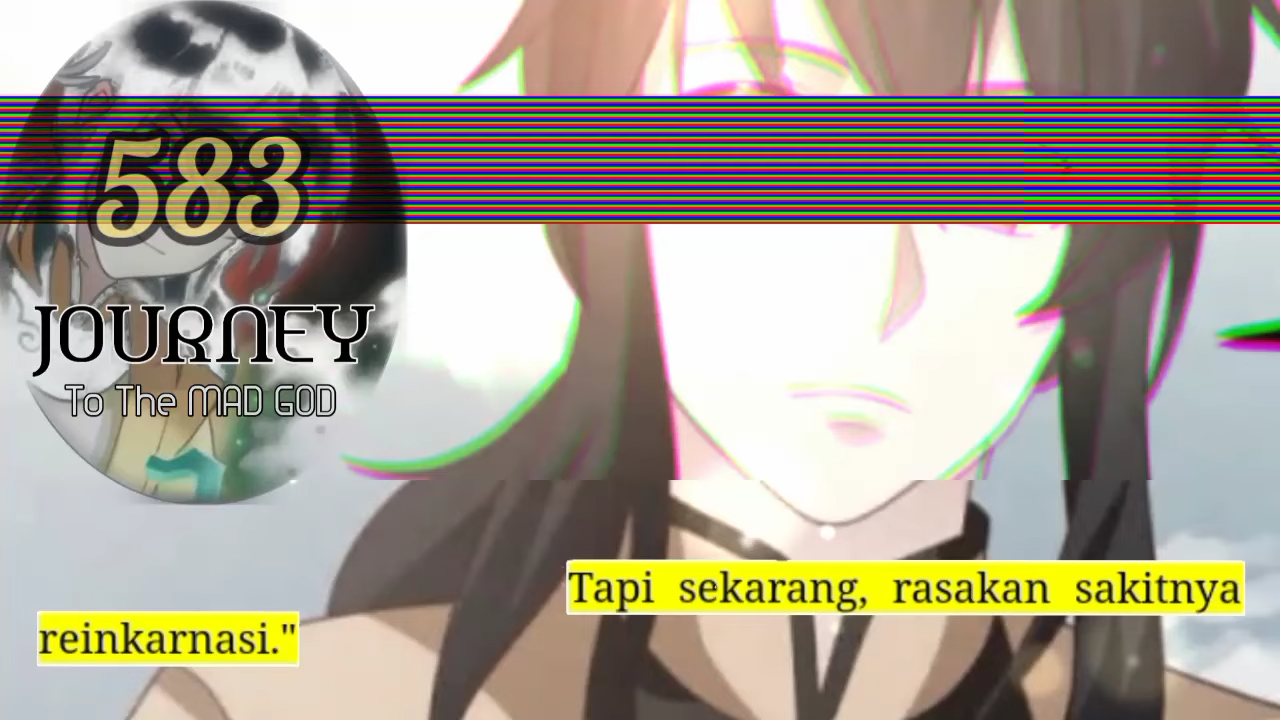 583
JOURNEY
To The MAD GOD
Tapi sekarang, rasakan sakitnya
reinkarnasi."